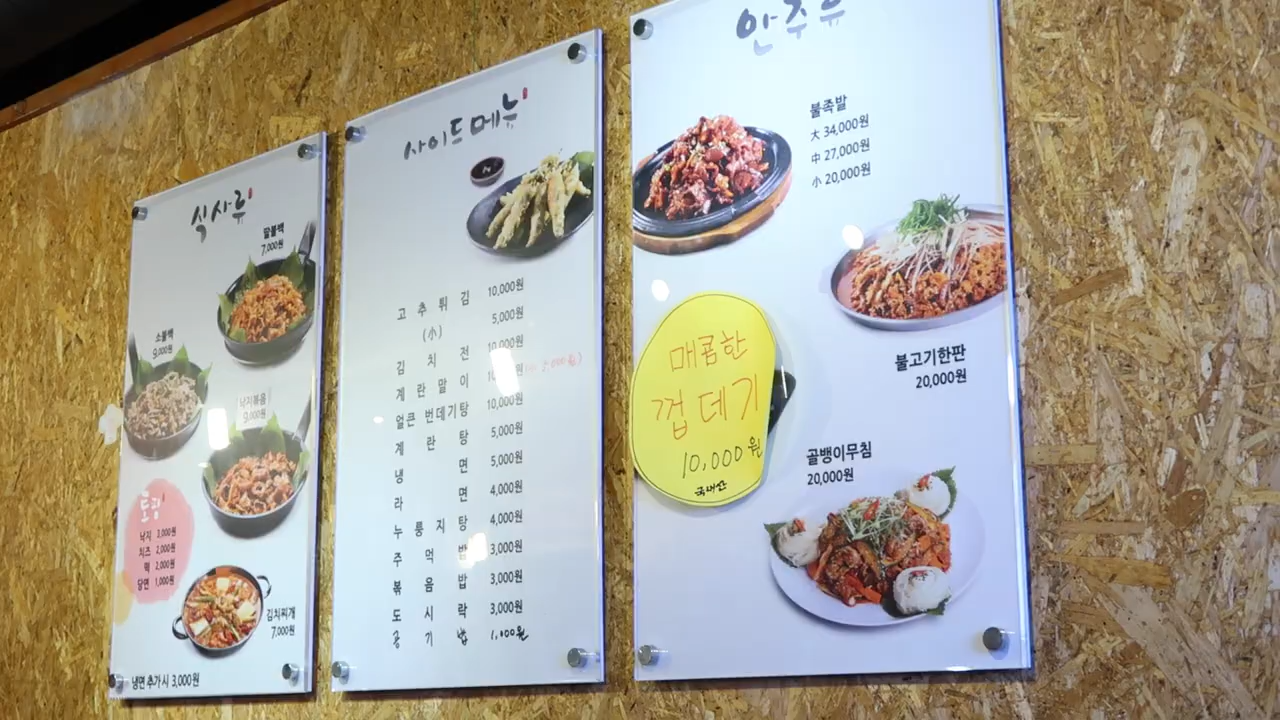 식사류
팥불백
7,000원
소불백
9,000원
낙지볶음
9,000원
토핑
낙지 3,000원
치즈 2,000원
떡 2,000원
당면 1,000원
김치찌개
7,000원
냉면 추가시 3,000원
사이드메뉴
고추튀김 10,000원
(小) 5,000원
김치전 10,000원
계란말이
얼큰 번데기탕 10,000원
계란탕 5,000원
냉면 5,000원
라면 4,000원
누룽지탕 4,000원
주먹밥 3,000원
볶음밥 3,000원
도시락 3,000원
공기밥 1,000원
안주류
불족발
大 34,000원
中 27,000원
小 20,000원
불고기한판
20,000원
매콤한
껍데기
10,000원
국내산
골뱅이무침
20,000원